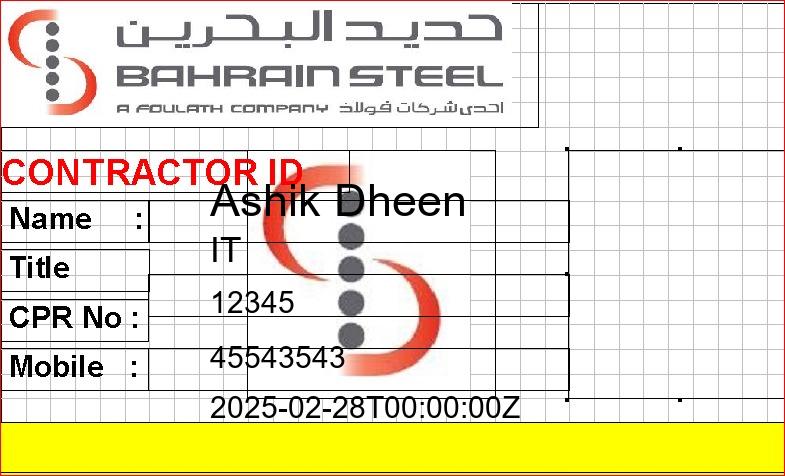 حديد البحرين
BAHRAIN STEEL
A FOULATH COMPANY احدى شركات فولاذ
CONTRACTOR ID
Name : Ashik Dheen
Title IT
CPR No : 12345
Mobile : 45543543
2025-02-28T00:00:00Z